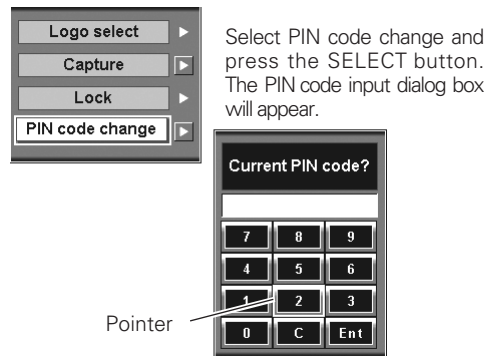 Logo select
Capture
Lock
PIN code change
Select PIN code change and
press the SELECT button.
The PIN code input dialog box
will appear.
Current PIN code?
7 8 9
4 5 6
1 2 3
0 C Ent
Pointer